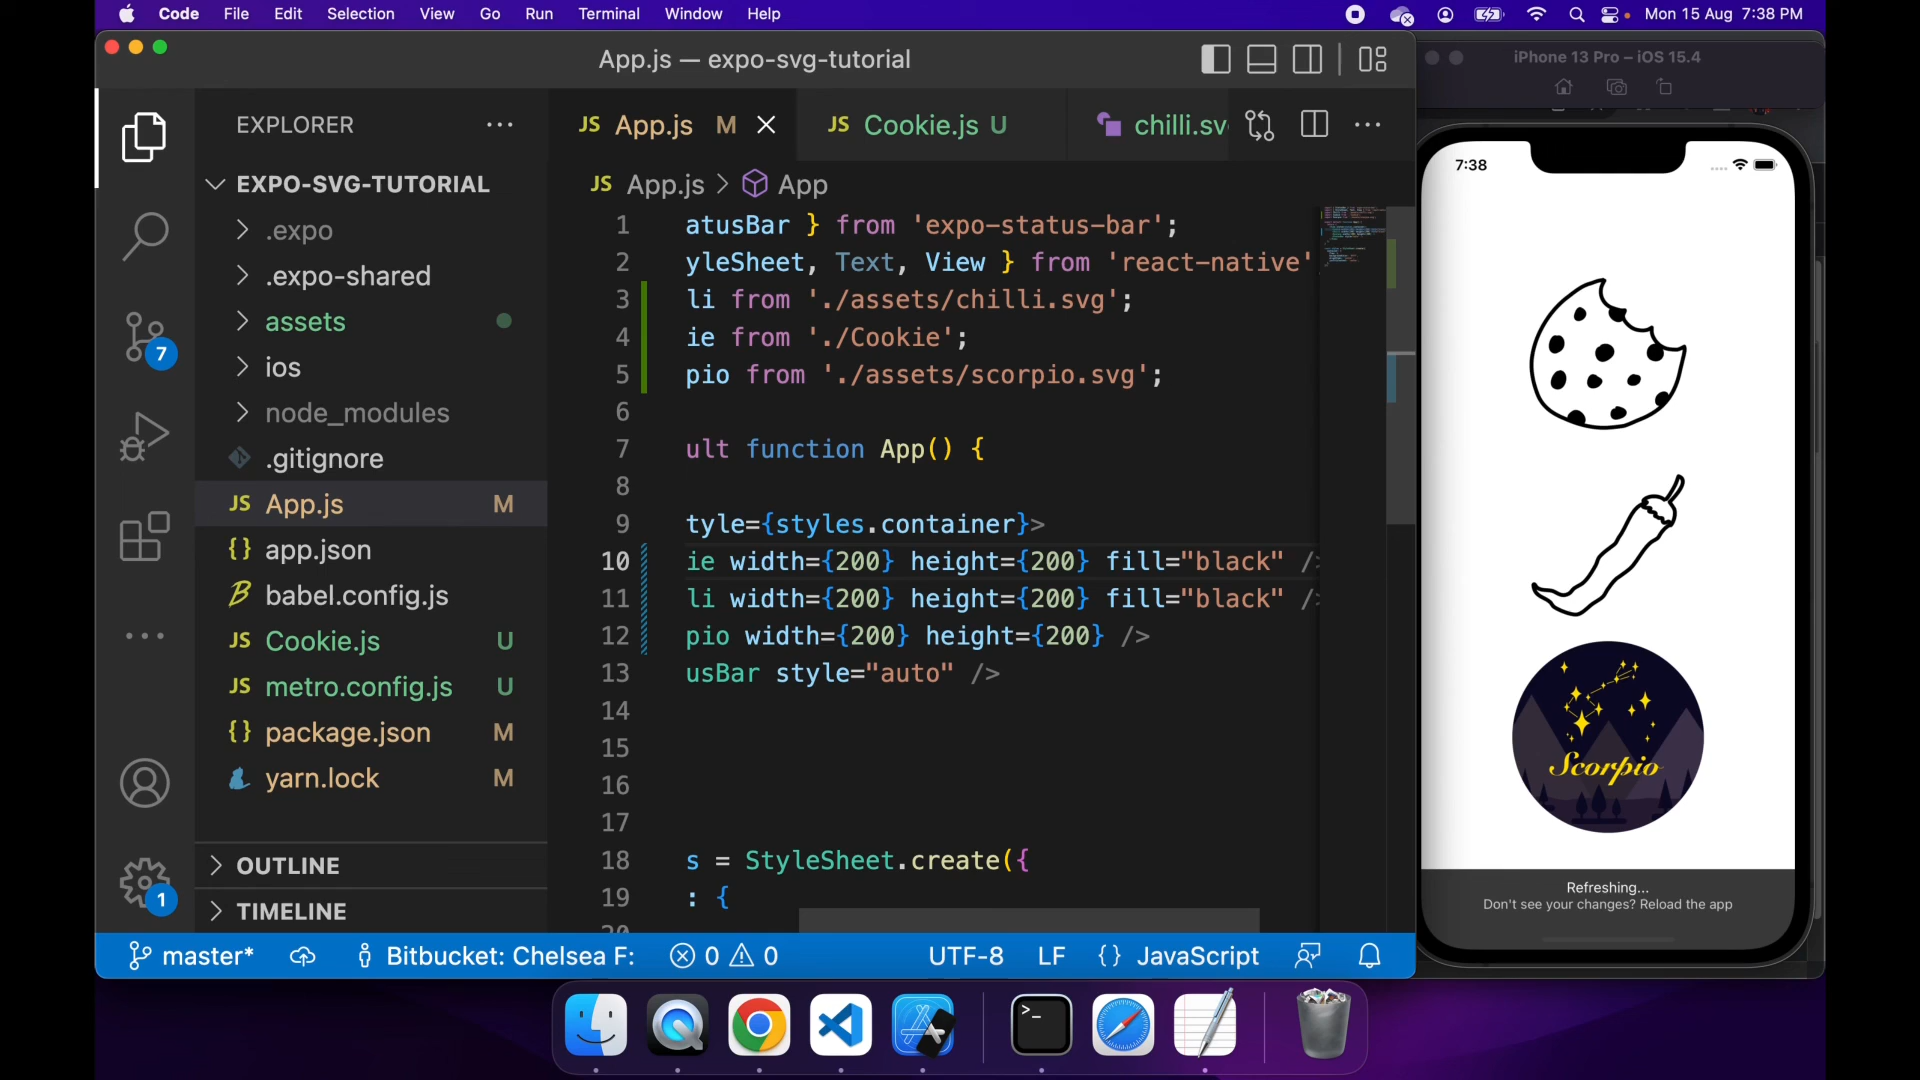 Code File Edit Selection View Go Run Terminal Window Help Mon 15 Aug 7:38 PM
App.js — expo-svg-tutorial
EXPLORER
EXPO-SVG-TUTORIAL
.expo
.expo-shared
assets
ios
node_modules
.gitignore
JS App.js M
{} app.json
babel.config.js
JS Cookie.js U
JS metro.config.js U
{} package.json M
yarn.lock M
OUTLINE
TIMELINE
7
1
JS App.js M
JS Cookie.js U
chilli.sv
JS App.js > App
1 atusBar } from 'expo-status-bar';
2 yleSheet, Text, View } from 'react-native'
3 li from './assets/chilli.svg';
4 ie from './Cookie';
5 pio from './assets/scorpio.svg';
6
7 ult function App() {
8
9 tyle={styles.container}>
10 ie width={200} height={200} fill="black" />
11 li width={200} height={200} fill="black" />
12 pio width={200} height={200} />
13 usBar style="auto" />
14
15
16
17
18 s = StyleSheet.create({
19 : {
20
master* Bitbucket: Chelsea F: 0 0 UTF-8 LF {} JavaScript
iPhone 13 Pro – iOS 15.4
7:38
Scorpio
Refreshing...
Don't see your changes? Reload the app